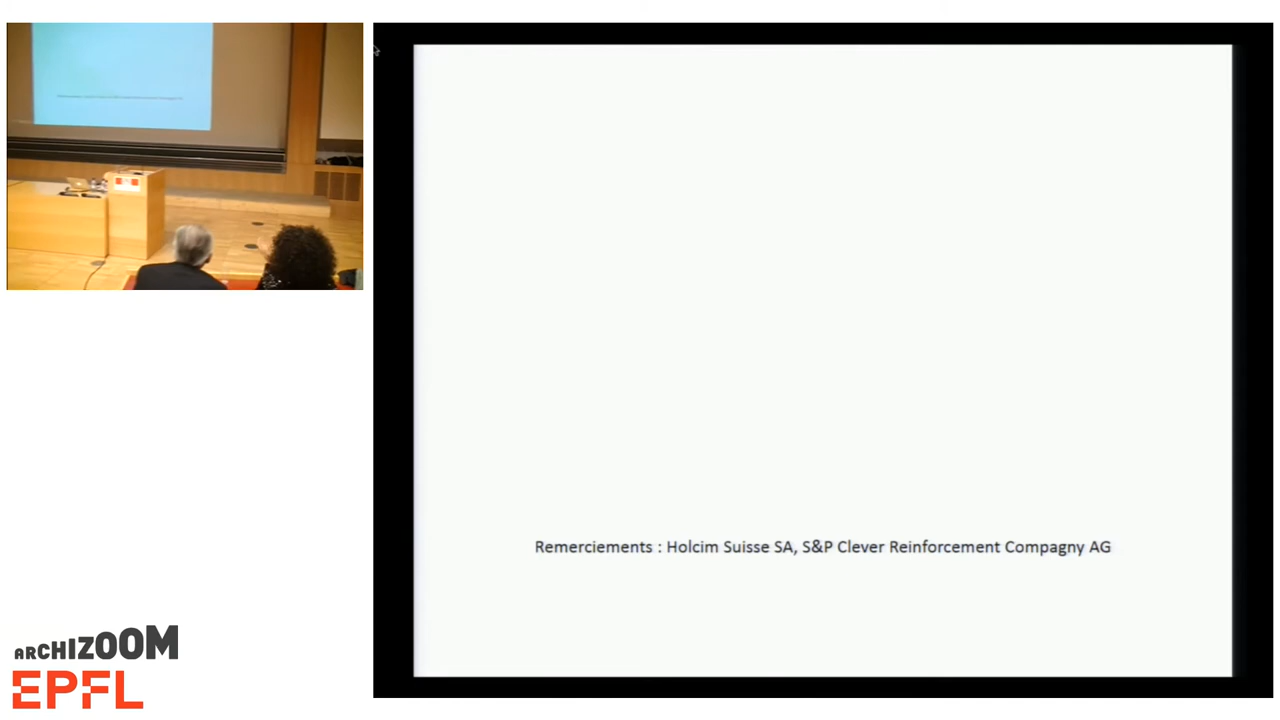 Remerciements : Holcim Suisse SA, S&P Clever Reinforcement Compagny AG
ARCHIZOOM
EPFL